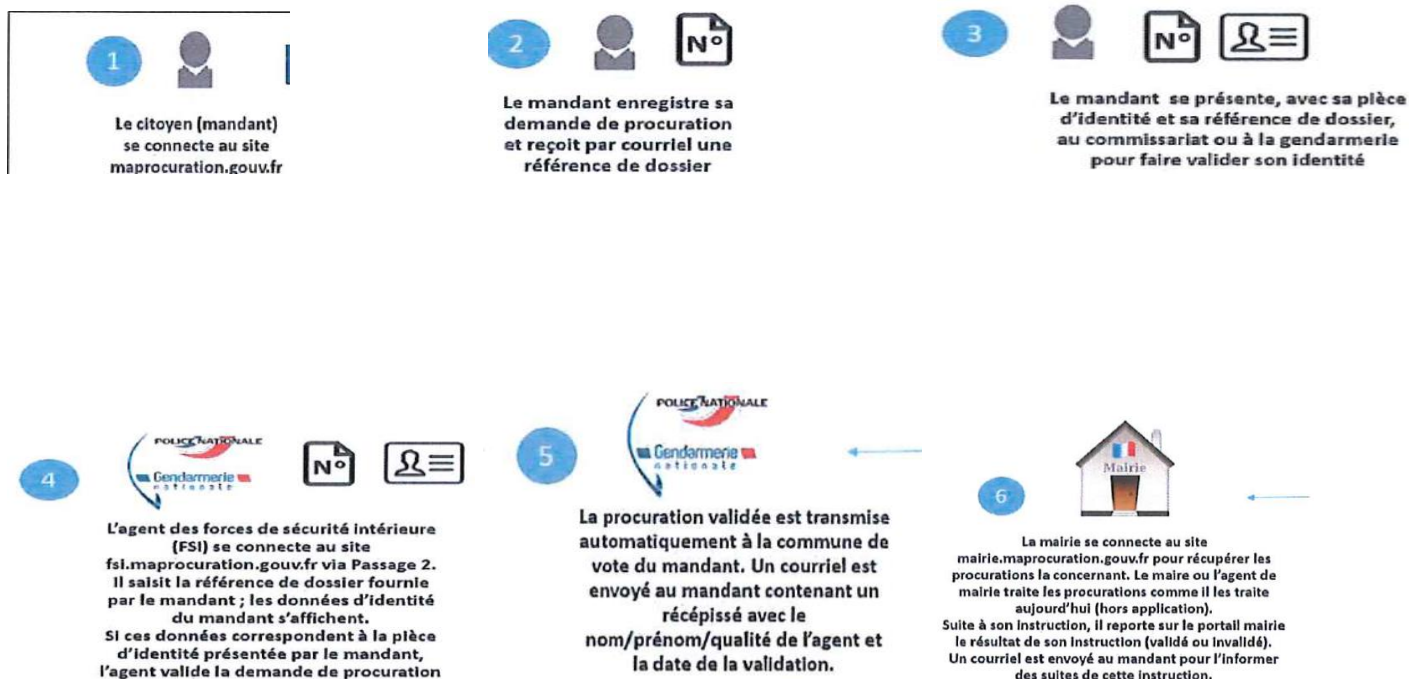 1
Le citoyen (mandant)
se connecte au site
maprocuration.gouv.fr
2
N°
Le mandant enregistre sa
demande de procuration
et reçoit par courriel une
référence de dossier
3
N°
Le mandant se présente, avec sa pièce
d'identité et sa référence de dossier,
au commissariat ou à la gendarmerie
pour faire valider son identité
4
POLICE NATIONALE
Gendarmerie
nationale
N°
L'agent des forces de sécurité intérieure
(FSI) se connecte au site
fsi.maprocuration.gouv.fr via Passage 2.
Il saisit la référence de dossier fournie
par le mandant ; les données d'identité
du mandant s'affichent.
Si ces données correspondent à la pièce
d'identité présentée par le mandant,
l'agent valide la demande de procuration
5
POLICE NATIONALE
Gendarmerie
nationale
La procuration validée est transmise
automatiquement à la commune de
vote du mandant. Un courriel est
envoyé au mandant contenant un
récépissé avec le
nom/prénom/qualité de l'agent et
la date de la validation.
6
Mairie
La mairie se connecte au site
mairie.maprocuration.gouv.fr pour récupérer les
procurations la concernant. Le maire ou l'agent de
mairie traite les procurations comme il les traite
aujourd'hui (hors application).
Suite à son instruction, il reporte sur le portail mairie
le résultat de son instruction (validé ou invalidé).
Un courriel est envoyé au mandant pour l'informer
des suites de cette instruction.